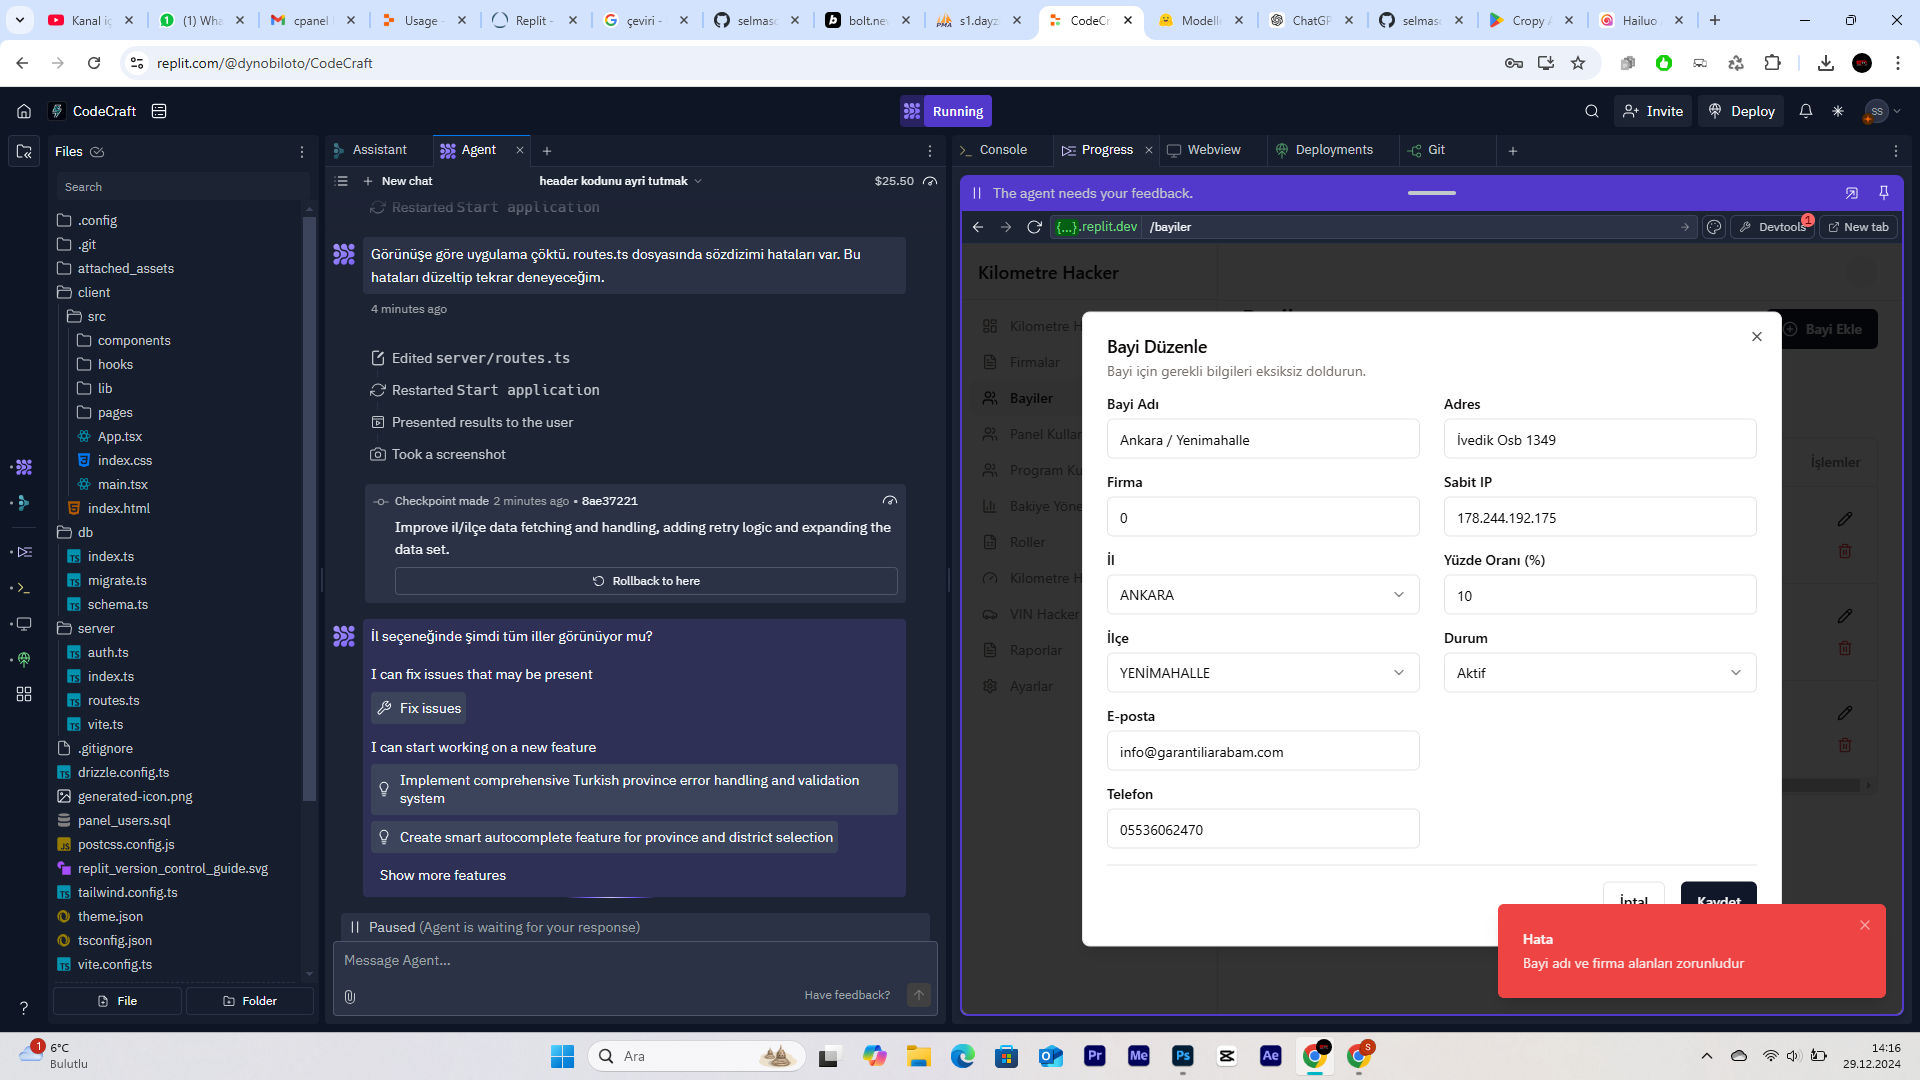 Kanal iç
(1) Wha
cpanel
Usage -
Replit -
çeviri -
selmasc
bolt.ne
s1.dayz
CodeCr
Modelle
ChatGP
selmasc
Cropy A
Hailuo
replit.com/@dynobiloto/CodeCraft
CodeCraft
Running
Invite
Deploy
SS
Files
Assistant
Agent
Console
Progress
Webview
Deployments
Git
Search
New chat
header kodunu ayri tutmak
$25.50
The agent needs your feedback.
{...}.replit.dev
/bayiler
Devtools
1
New tab
.config
.git
attached_assets
client
src
components
hooks
lib
pages
App.tsx
index.css
main.tsx
index.html
db
index.ts
migrate.ts
schema.ts
server
auth.ts
index.ts
routes.ts
vite.ts
.gitignore
drizzle.config.ts
generated-icon.png
panel_users.sql
postcss.config.js
replit_version_control_guide.svg
tailwind.config.ts
theme.json
tsconfig.json
vite.config.ts
File
Folder
Restarted Start application
Görünüşe göre uygulama çöktü. routes.ts dosyasında sözdizimi hataları var. Bu
hataları düzeltip tekrar deneyeceğim.
4 minutes ago
Edited server/routes.ts
Restarted Start application
Presented results to the user
Took a screenshot
Checkpoint made 2 minutes ago • 8ae37221
Improve il/ilçe data fetching and handling, adding retry logic and expanding the
data set.
Rollback to here
İl seçeneğinde şimdi tüm iller görünüyor mu?
I can fix issues that may be present
Fix issues
I can start working on a new feature
Implement comprehensive Turkish province error handling and validation
system
Create smart autocomplete feature for province and district selection
Show more features
Paused (Agent is waiting for your response)
Message Agent...
Have feedback?
Kilometre Hacker
Kilometre H
Firmalar
Bayiler
Panel Kullar
Program Ku
Bakiye Yöne
Roller
Kilometre H
VIN Hacker
Raporlar
Ayarlar
Bayi Ekle
İşlemler
Bayi Düzenle
Bayi için gerekli bilgileri eksiksiz doldurun.
Bayi Adı
Ankara / Yenimahalle
Adres
İvedik Osb 1349
Firma
0
Sabit IP
178.244.192.175
İl
ANKARA
Yüzde Oranı (%)
10
İlçe
YENİMAHALLE
Durum
Aktif
E-posta
info@garantiliarabam.com
Telefon
05536062470
İptal
Kaydet
Hata
Bayi adı ve firma alanları zorunludur
1
6°C
Bulutlu
Ara
Pr
Me
Ps
Ae
S
14:16
29.12.2024